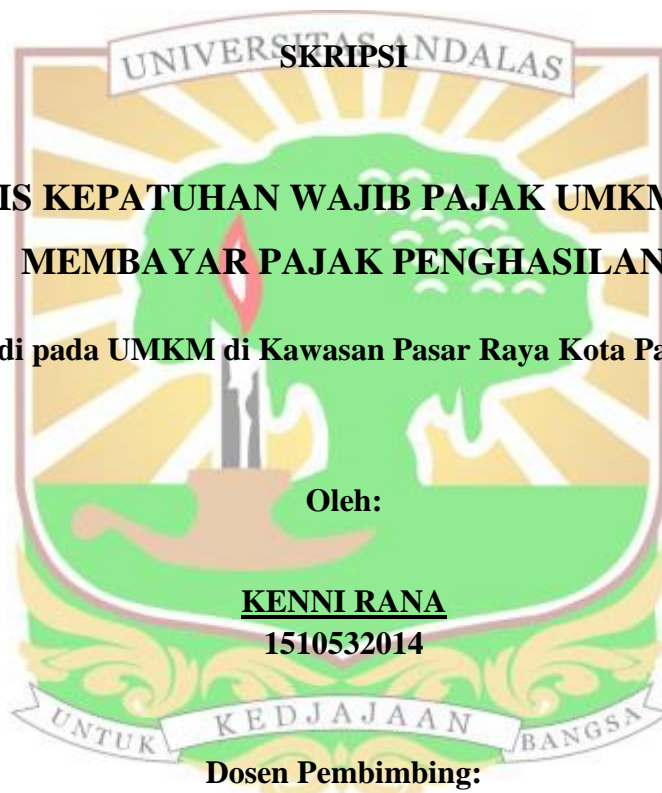 UNIVERSITAS ANDALAS
SKRIPSI
IS KEPATUHAN WAJIB PAJAK UMKM
MEMBAYAR PAJAK PENGHASILAN
di pada UMKM di Kawasan Pasar Raya Kota Pa
Oleh:
KENNI RANA
1510532014
UNTUK KEDJAJAAN BANGSA
Dosen Pembimbing: